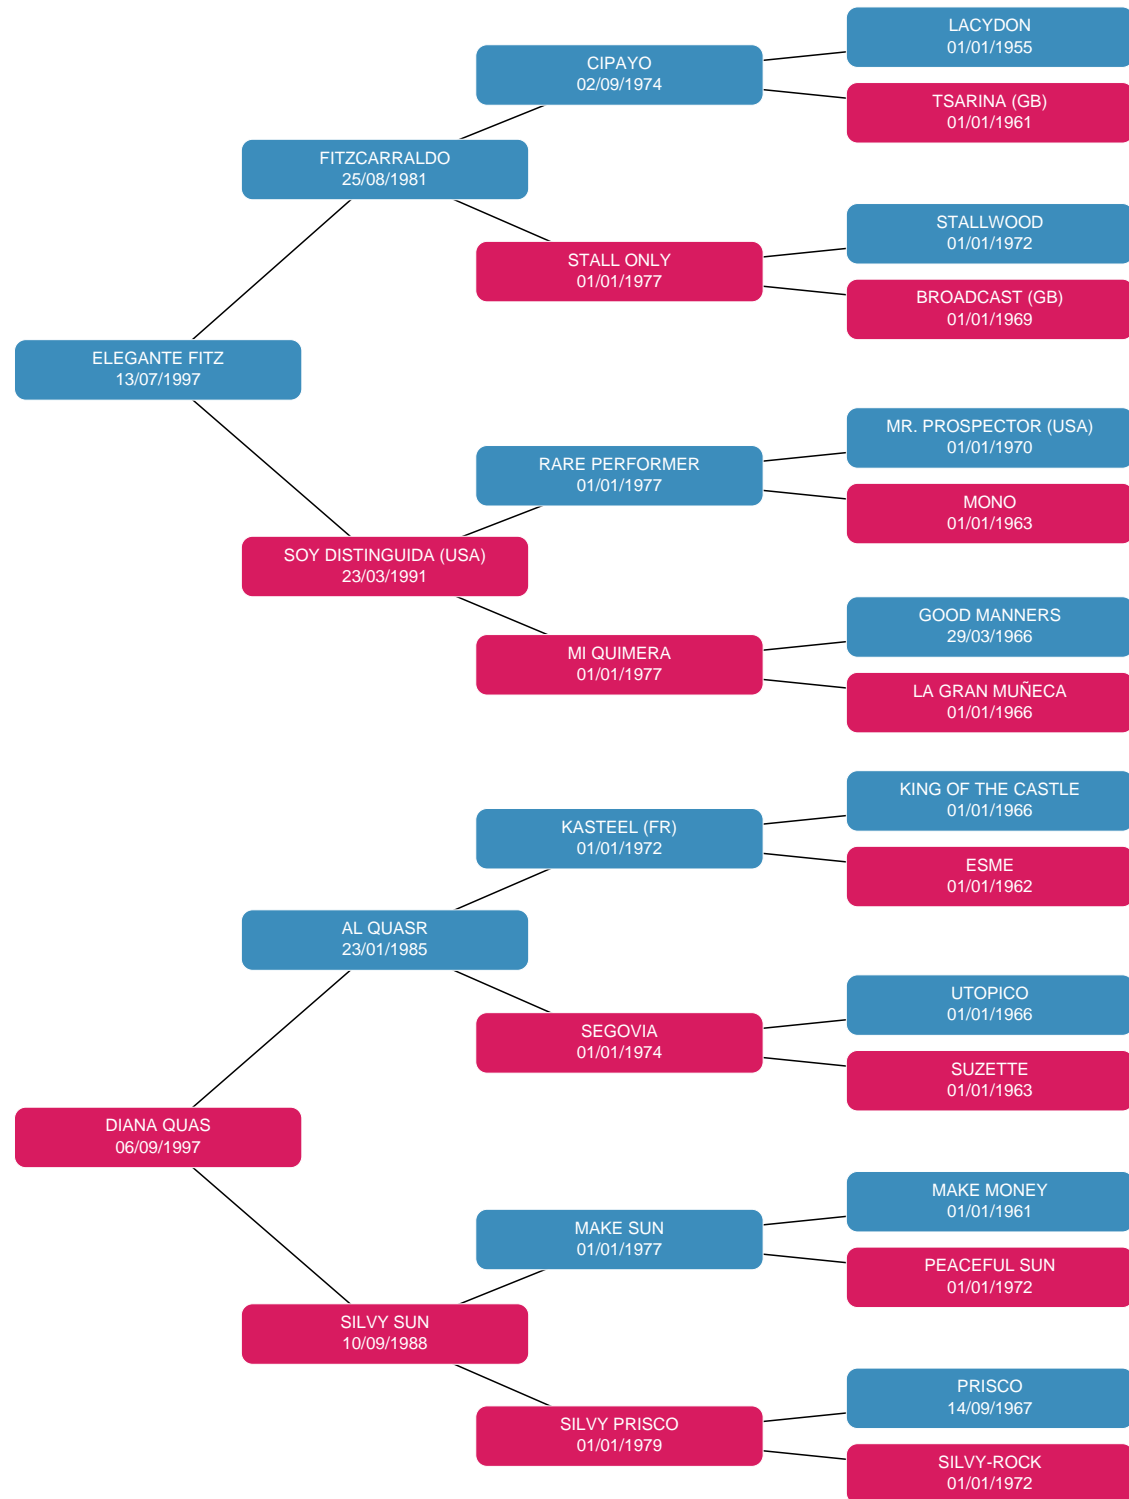 LACYDON
01/01/1955
CIPAYO
02/09/1974
TSARINA (GB)
01/01/1961
FITZCARRALDO
25/08/1981
STALLWOOD
01/01/1972
STALL ONLY
01/01/1977
BROADCAST (GB)
01/01/1969
ELEGANTE FITZ
13/07/1997
MR. PROSPECTOR (USA)
01/01/1970
RARE PERFORMER
01/01/1977
MONO
01/01/1963
SOY DISTINGUIDA (USA)
23/03/1991
GOOD MANNERS
29/03/1966
MI QUIMERA
01/01/1977
LA GRAN MUÑECA
01/01/1966
KING OF THE CASTLE
01/01/1966
KASTEEL (FR)
01/01/1972
ESME
01/01/1962
AL QUASR
23/01/1985
UTOPICO
01/01/1966
SEGOVIA
01/01/1974
SUZETTE
01/01/1963
DIANA QUAS
06/09/1997
MAKE MONEY
01/01/1961
MAKE SUN
01/01/1977
PEACEFUL SUN
01/01/1972
SILVY SUN
10/09/1988
PRISCO
14/09/1967
SILVY PRISCO
01/01/1979
SILVY-ROCK
01/01/1972